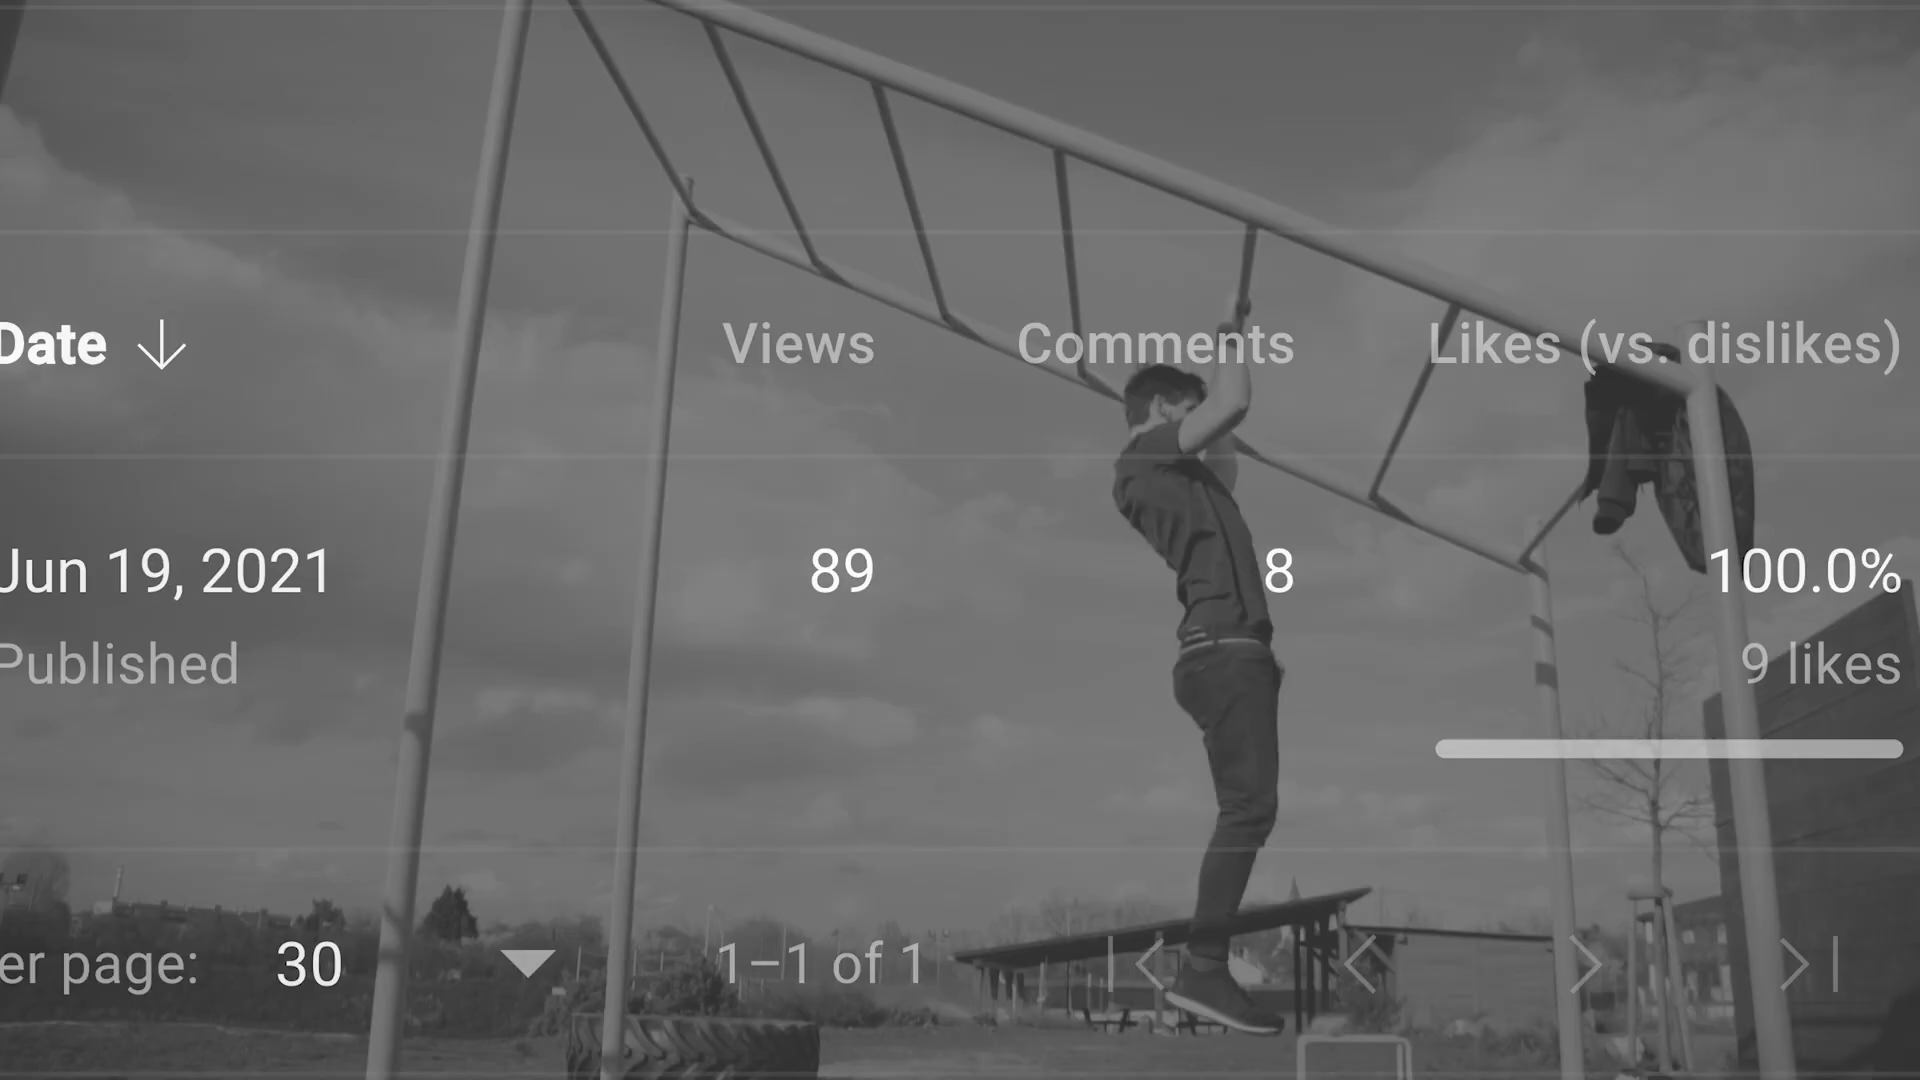 Date Views Comments Likes (vs. dislikes)
Jun 19, 2021 89 8 100.0%
Published 9 likes
er page: 30 1–1 of 1